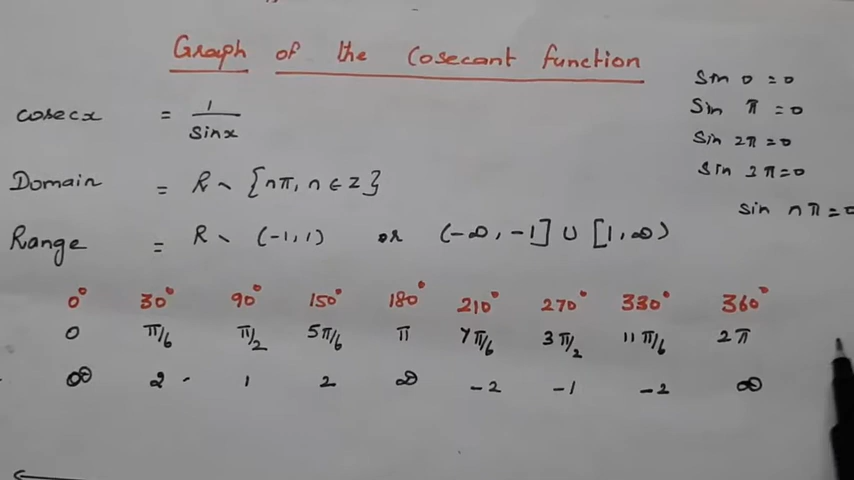 Graph of the Cosecant function
Sin 0 = 0
Sin π = 0
Sin 2π = 0
Sin 3π = 0
Sin nπ = 0
cosecx = 1/sinx
Domain = R \ {nπ, n ∈ Z}
Range = R \ (-1, 1) or (-∞, -1] ∪ [1, ∞)
0° 30° 90° 150° 180° 210° 270° 330° 360°
0 π/6 π/2 5π/6 π 7π/6 3π/2 11π/6 2π
∞ 2 1 2 ∞ -2 -1 -2 ∞